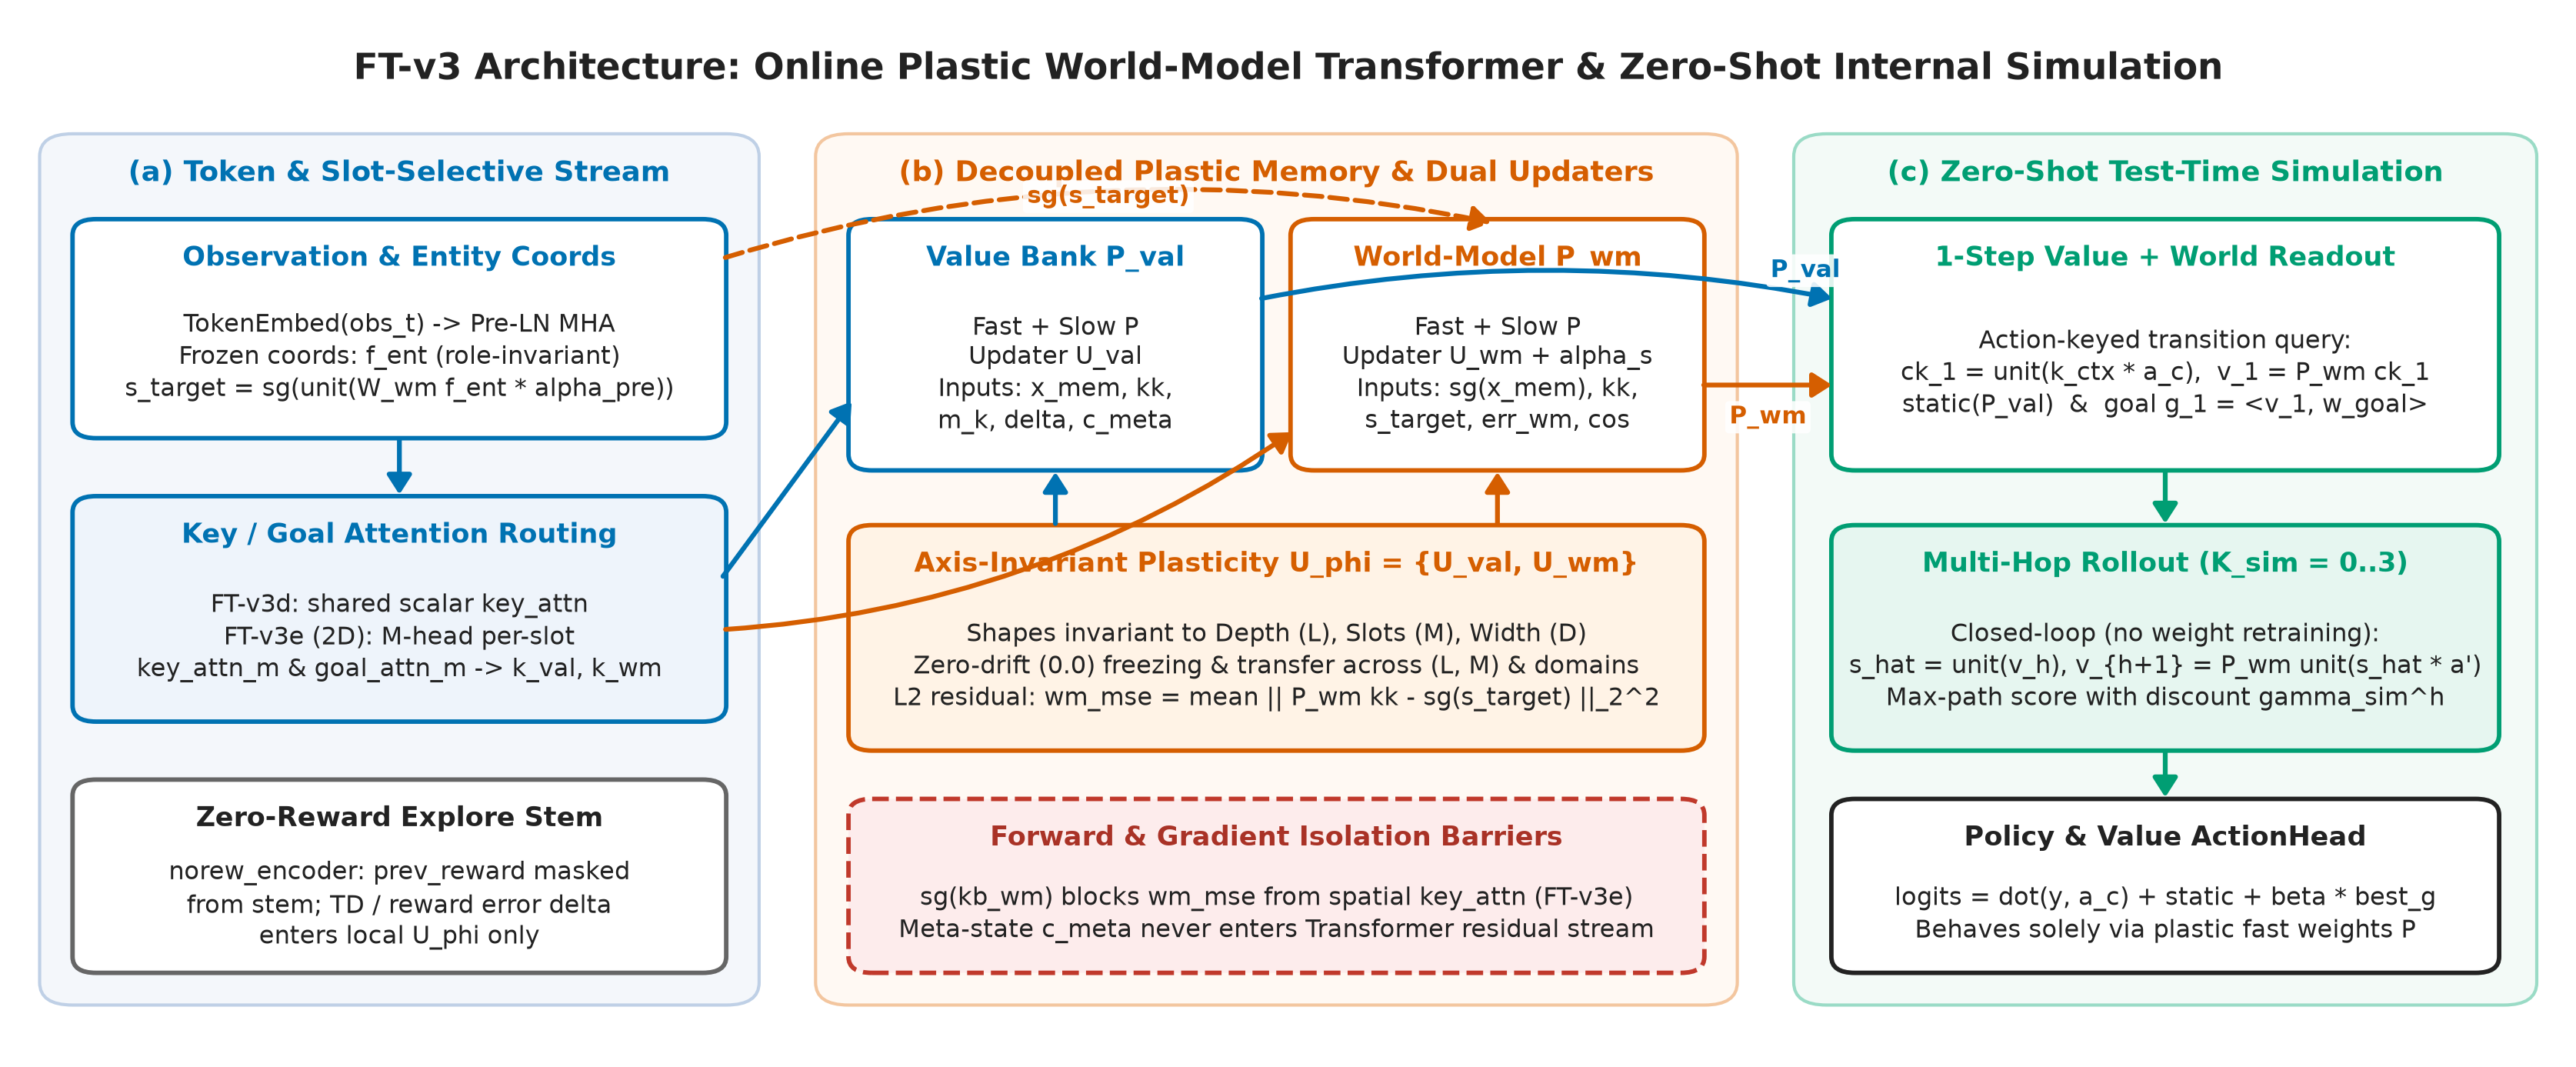 FT-v3 Architecture: Online Plastic World-Model Transformer & Zero-Shot Internal Simulation
(a) Token & Slot-Selective Stream
Observation & Entity Coords
TokenEmbed(obs_t) -> Pre-LN MHA
Frozen coords: f_ent (role-invariant)
s_target = sg(unit(W_wm f_ent * alpha_pre))
Key / Goal Attention Routing
FT-v3d: shared scalar key_attn
FT-v3e (2D): M-head per-slot
key_attn_m & goal_attn_m -> k_val, k_wm
Zero-Reward Explore Stem
norew_encoder: prev_reward masked
from stem; TD / reward error delta
enters local U_phi only
(b) Decoupled Plastic Memory & Dual Updaters
sg(s_target)
Value Bank P_val
Fast + Slow P
Updater U_val
Inputs: x_mem, kk,
m_k, delta, c_meta
World-Model P_wm
Fast + Slow P
Updater U_wm + alpha_s
Inputs: sg(x_mem), kk,
s_target, err_wm, cos
P_val
P_wm
Axis-Invariant Plasticity U_phi = {U_val, U_wm}
Shapes invariant to Depth (L), Slots (M), Width (D)
Zero-drift (0.0) freezing & transfer across (L, M) & domains
L2 residual: wm_mse = mean || P_wm kk - sg(s_target) ||_2^2
Forward & Gradient Isolation Barriers
sg(kb_wm) blocks wm_mse from spatial key_attn (FT-v3e)
Meta-state c_meta never enters Transformer residual stream
(c) Zero-Shot Test-Time Simulation
1-Step Value + World Readout
Action-keyed transition query:
ck_1 = unit(k_ctx * a_c), v_1 = P_wm ck_1
static(P_val) & goal g_1 = <v_1, w_goal>
Multi-Hop Rollout (K_sim = 0..3)
Closed-loop (no weight retraining):
s_hat = unit(v_h), v_{h+1} = P_wm unit(s_hat * a')
Max-path score with discount gamma_sim^h
Policy & Value ActionHead
logits = dot(y, a_c) + static + beta * best_g
Behaves solely via plastic fast weights P